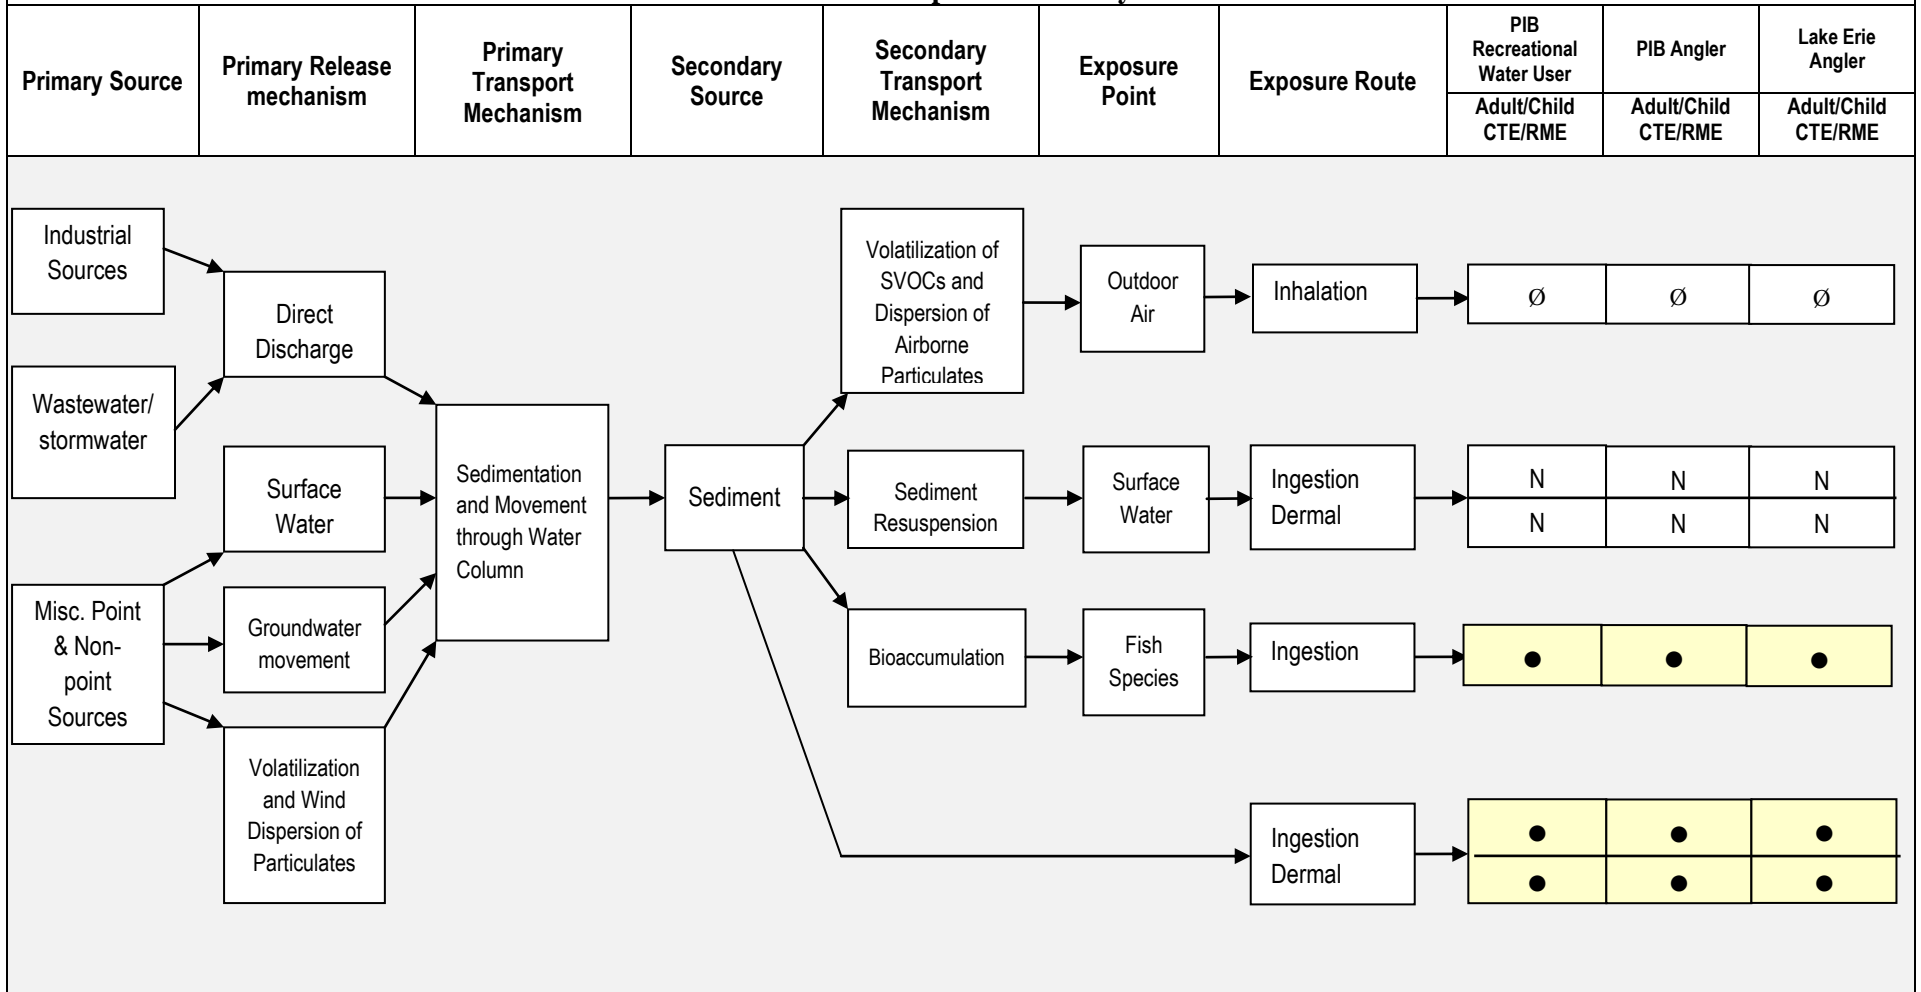 Primary Source
Primary Release
mechanism
Primary
Transport
Mechanism
Secondary
Source
Secondary
Transport
Mechanism
Exposure
Point
Exposure Route
PIB
Recreational
Water User
PIB Angler
Lake Erie
Angler
Adult/Child
CTE/RME
Adult/Child
CTE/RME
Adult/Child
CTE/RME
Industrial
Sources
Wastewater/
stormwater
Misc. Point
& Non-
point
Sources
Direct
Discharge
Surface
Water
Groundwater
movement
Volatilization
and Wind
Dispersion of
Particulates
Sedimentation
and Movement
through Water
Column
Sediment
Volatilization of
SVOCs and
Dispersion of
Airborne
Particulates
Sediment
Resuspension
Bioaccumulation
Outdoor
Air
Surface
Water
Fish
Species
Inhalation
Ø Ø Ø
Ingestion
Dermal
N N N
N N N
Ingestion
● ● ●
Ingestion
Dermal
● ● ●
● ● ●